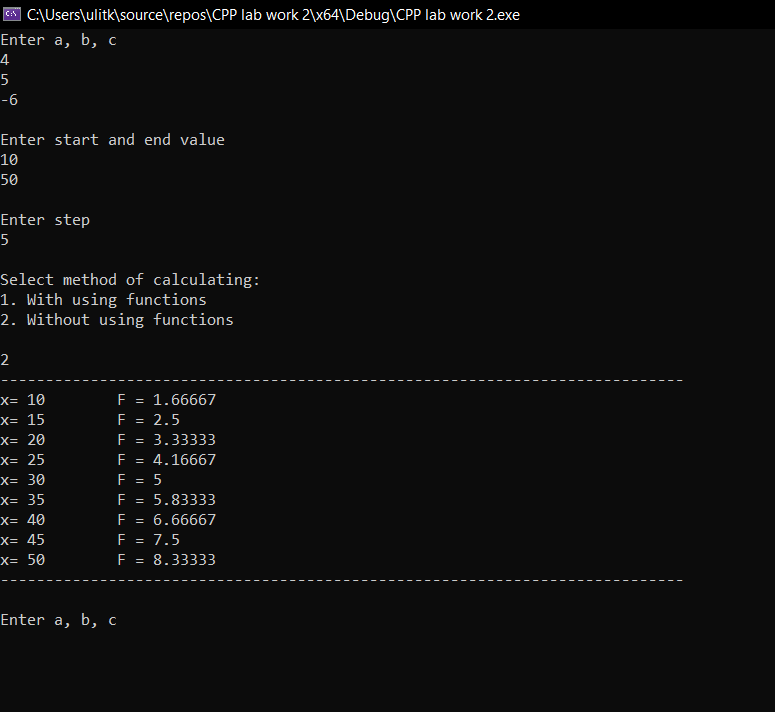 C:\Users\ulitk\source\repos\CPP lab work 2\x64\Debug\CPP lab work 2.exe
Enter a, b, c
4
5
-6
Enter start and end value
10
50
Enter step
5
Select method of calculating:
1. With using functions
2. Without using functions
2
----------------------------------------------------------------------------
x= 10        F = 1.66667
x= 15        F = 2.5
x= 20        F = 3.33333
x= 25        F = 4.16667
x= 30        F = 5
x= 35        F = 5.83333
x= 40        F = 6.66667
x= 45        F = 7.5
x= 50        F = 8.33333
----------------------------------------------------------------------------
Enter a, b, c